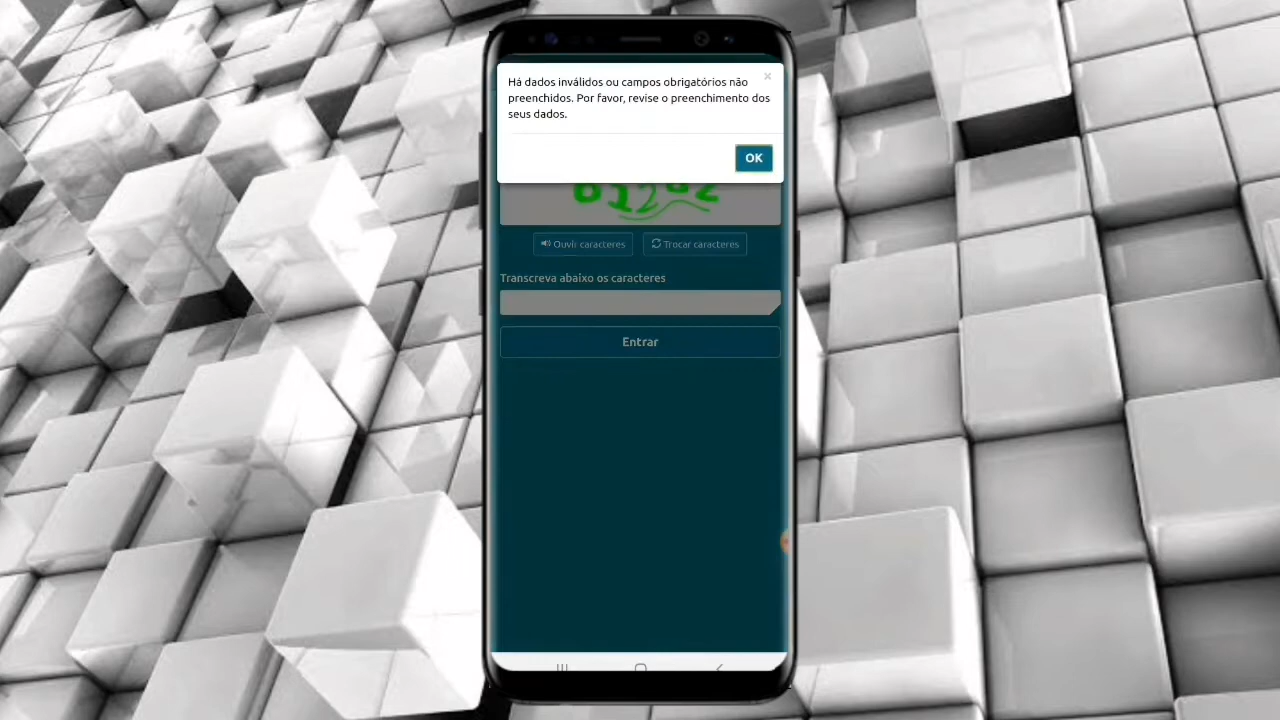 Há dados inválidos ou campos obrigatórios não
preenchidos. Por favor, revise o preenchimento dos
seus dados.
×
OK
Ouvir caracteres
Trocar caracteres
Transcreva abaixo os caracteres
Entrar